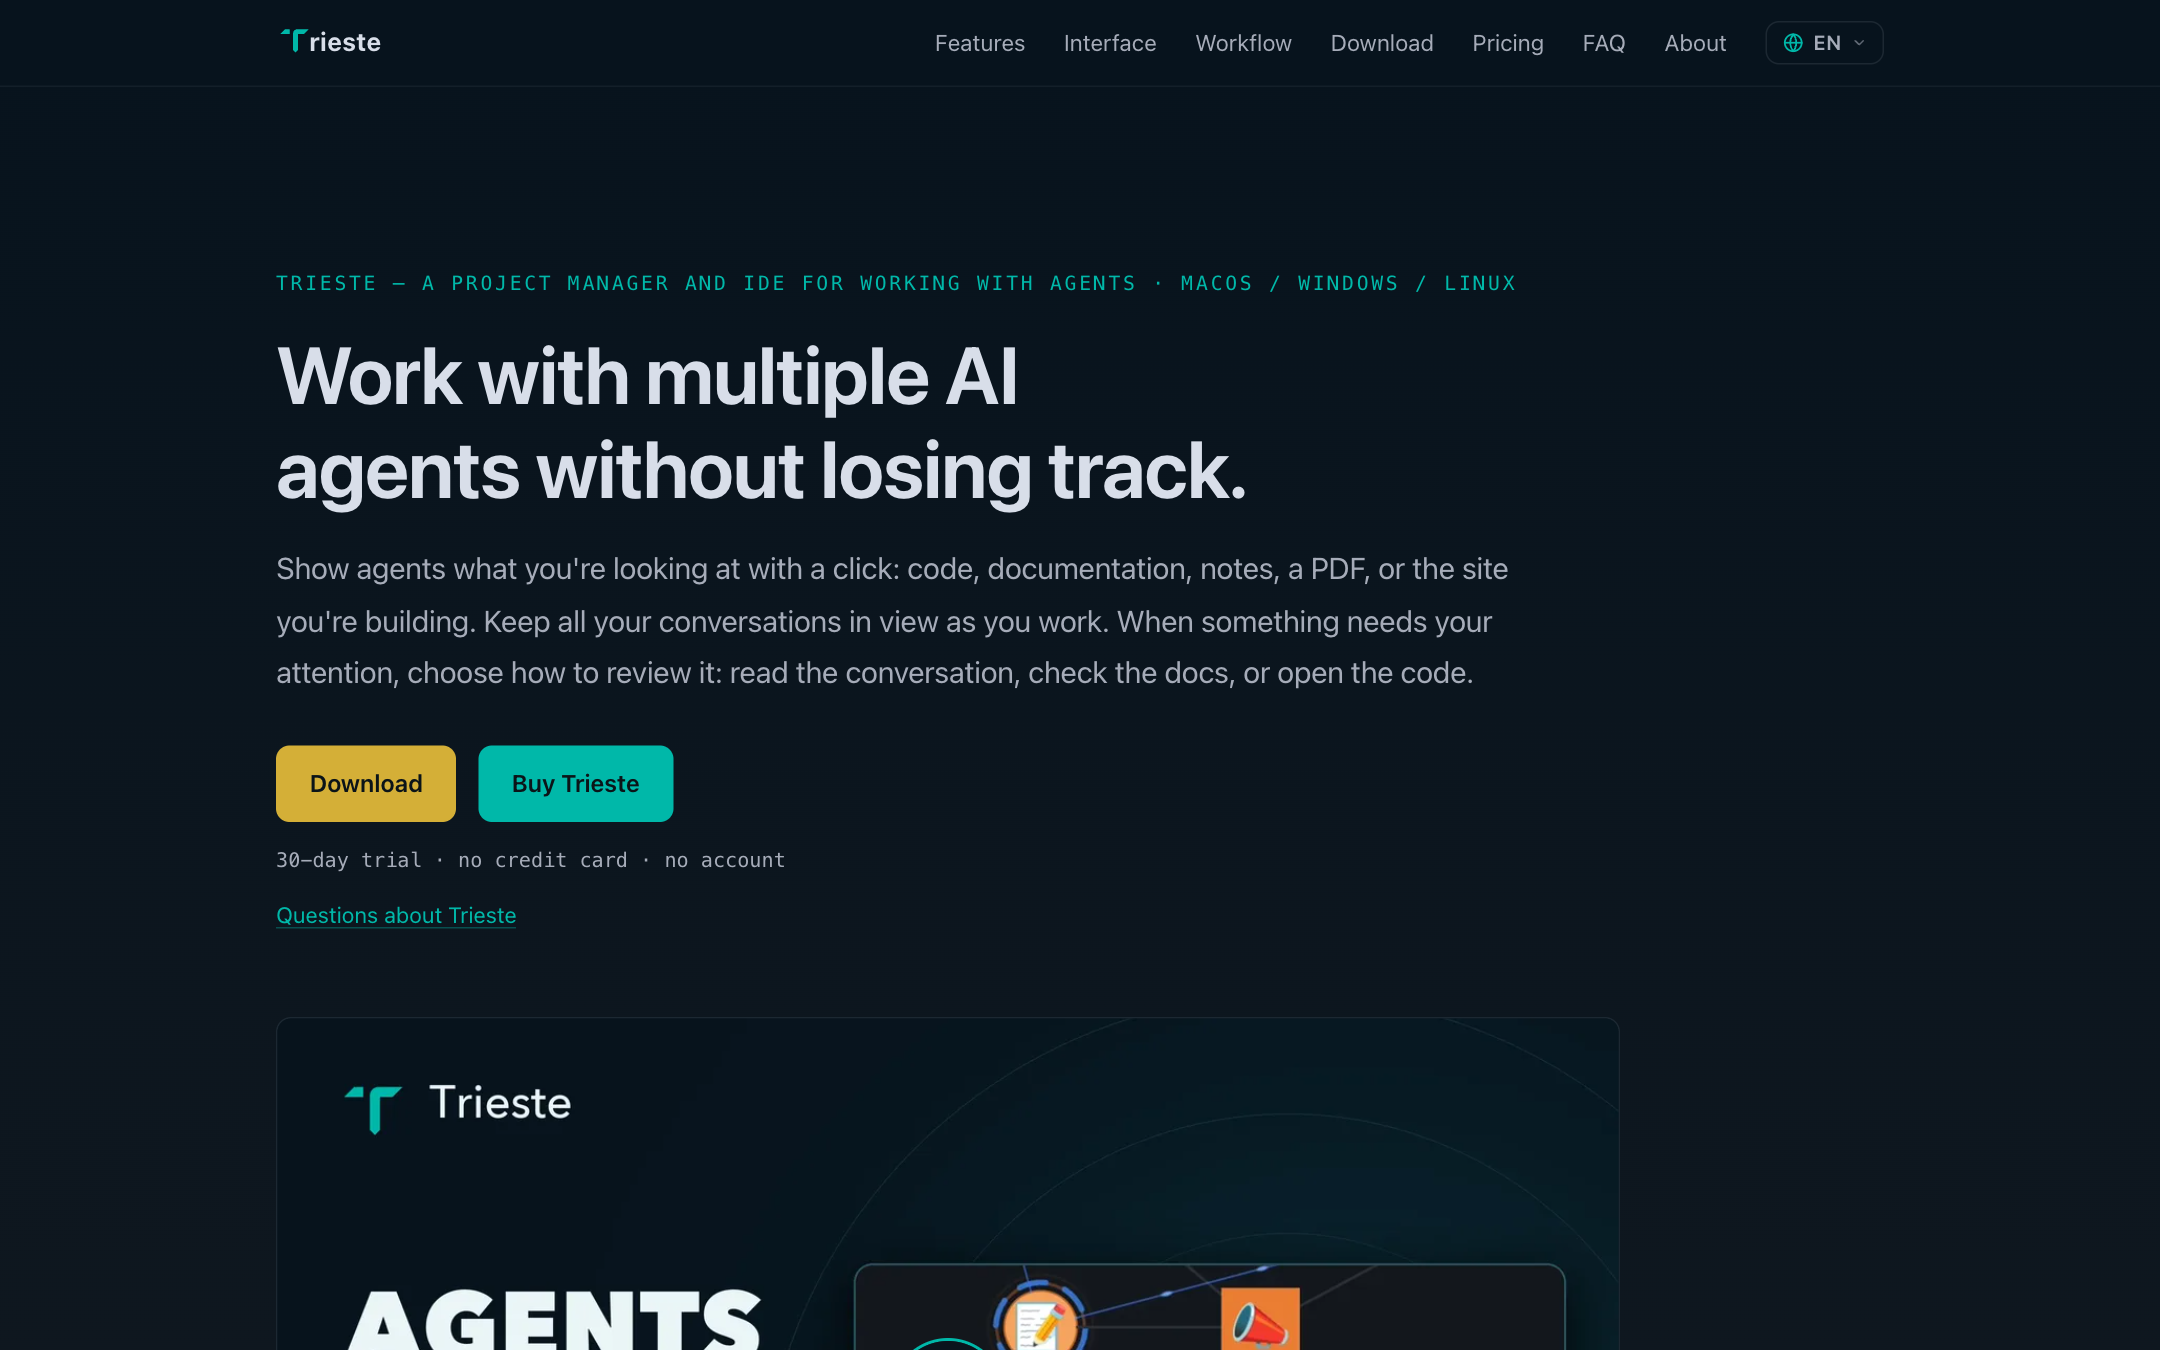 Trieste
Features
Interface
Workflow
Download
Pricing
FAQ
About
EN
TRIESTE — A PROJECT MANAGER AND IDE FOR WORKING WITH AGENTS · MACOS / WINDOWS / LINUX
Work with multiple AI
agents without losing track.
Show agents what you're looking at with a click: code, documentation, notes, a PDF, or the site
you're building. Keep all your conversations in view as you work. When something needs your
attention, choose how to review it: read the conversation, check the docs, or open the code.
Download
Buy Trieste
30-day trial · no credit card · no account
Questions about Trieste
Trieste
AGENTS